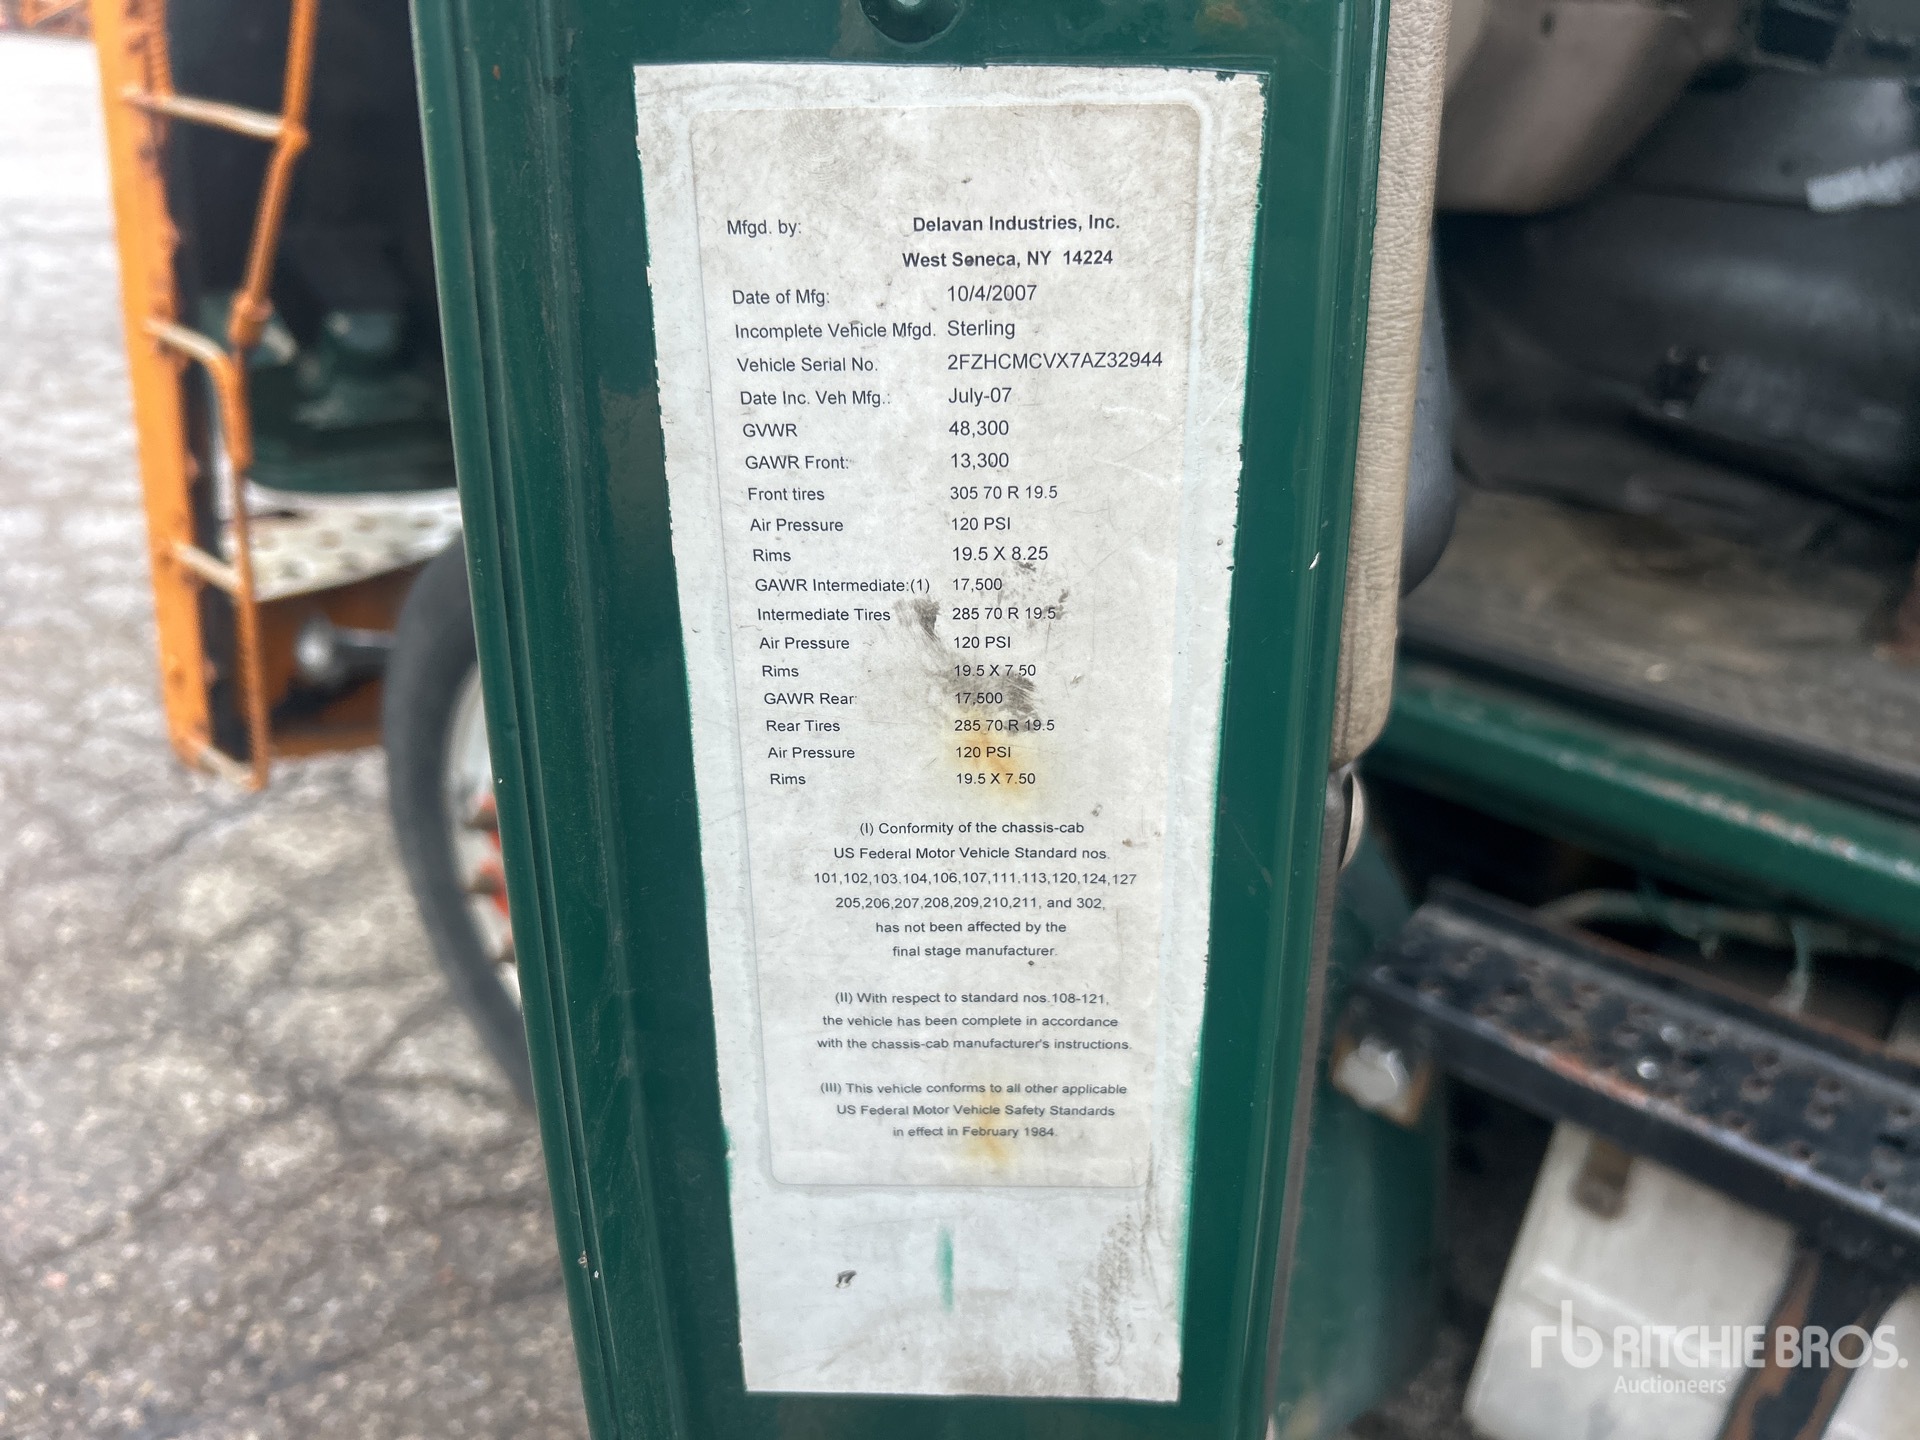 Mfgd. by: Delavan Industries, Inc.
West Seneca, NY 14224
Date of Mfg: 10/4/2007
Incomplete Vehicle Mfgd. Sterling
Vehicle Serial No. 2FZHCMCVX7AZ32944
Date Inc. Veh Mfg.: July-07
GVWR 48,300
GAWR Front: 13,300
Front tires 305 70 R 19.5
Air Pressure 120 PSI
Rims 19.5 X 8.25
GAWR Intermediate:(1) 17,500
Intermediate Tires 285 70 R 19.5
Air Pressure 120 PSI
Rims 19.5 X 7.50
GAWR Rear: 17,500
Rear Tires 285 70 R 19.5
Air Pressure 120 PSI
Rims 19.5 X 7.50
(I) Conformity of the chassis-cab
US Federal Motor Vehicle Standard nos.
101,102,103.104,106,107,111.113,120,124,127
205,206,207,208,209,210,211, and 302,
has not been affected by the
final stage manufacturer.
(II) With respect to standard nos.108-121,
the vehicle has been complete in accordance
with the chassis-cab manufacturer's instructions.
(III) This vehicle conforms to all other applicable
US Federal Motor Vehicle Safety Standards
in effect in February 1984.
rb RITCHIE BROS.
Auctioneers